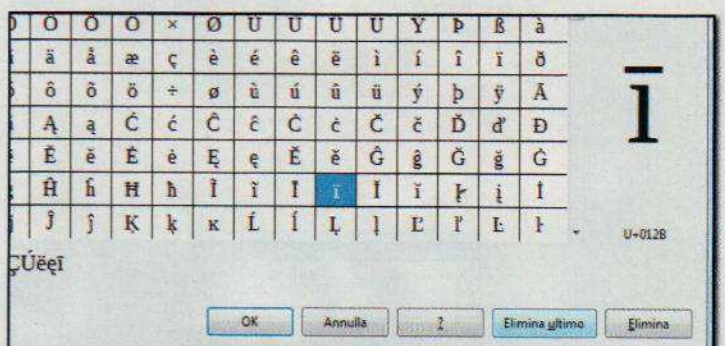 Ô Õ Ö × Ø Ù Ú Û Ü Ý Þ ß à
ä å æ ç è é ê ë ì í î ï ð
ô õ ö ÷ ø ù ú û ü ý þ ÿ Ā
Ą ą Ć ć Ĉ ĉ Ċ ċ Č č Ď ď Đ
Ĕ ĕ Ė ė Ę ę Ě ě Ĝ ĝ Ğ ğ Ġ
Ĥ ĥ Ħ ħ Ĩ ĩ Ī ī Ĭ ĭ Į į İ
Ĵ ĵ Ķ ķ ĸ Ĺ ĺ Ļ ļ Ľ ľ Ŀ ŀ
ī
U+012B
ÇÚëęī
OK Annulla ? Elimina ultimo Elimina